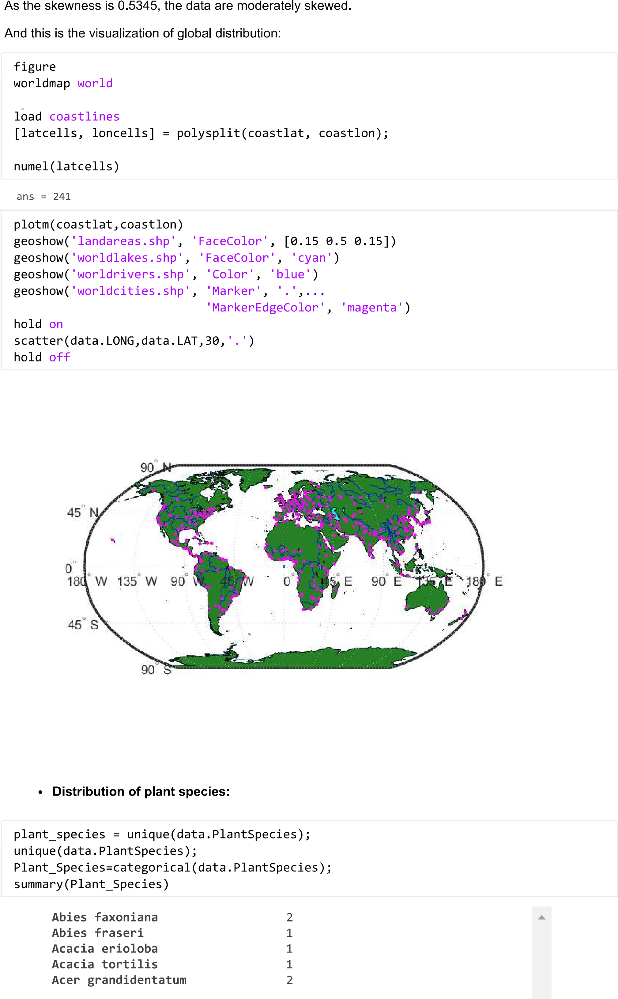 As the skewness is 0.5345, the data are moderately skewed.
And this is the visualization of global distribution:
figure
worldmap world
load coastlines
[latcells, loncells] = polysplit(coastlat, coastlon);
numel(latcells)
ans = 241
plotm(coastlat,coastlon)
geoshow('landareas.shp', 'FaceColor', [0.15 0.5 0.15])
geoshow('worldlakes.shp', 'FaceColor', 'cyan')
geoshow('worldrivers.shp', 'Color', 'blue')
geoshow('worldcities.shp', 'Marker', '.',...
'MarkerEdgeColor', 'magenta')
hold on
scatter(data.LONG,data.LAT,30,'.')
hold off
90° N
45° N
0°
180° W 135° W 90° W 45° W 0° 45° E 90° E 135° E 180° E
45° S
90° S
• Distribution of plant species:
plant_species = unique(data.PlantSpecies);
unique(data.PlantSpecies);
Plant_Species=categorical(data.PlantSpecies);
summary(Plant_Species)
Abies faxoniana 2
Abies fraseri 1
Acacia erioloba 1
Acacia tortilis 1
Acer grandidentatum 2